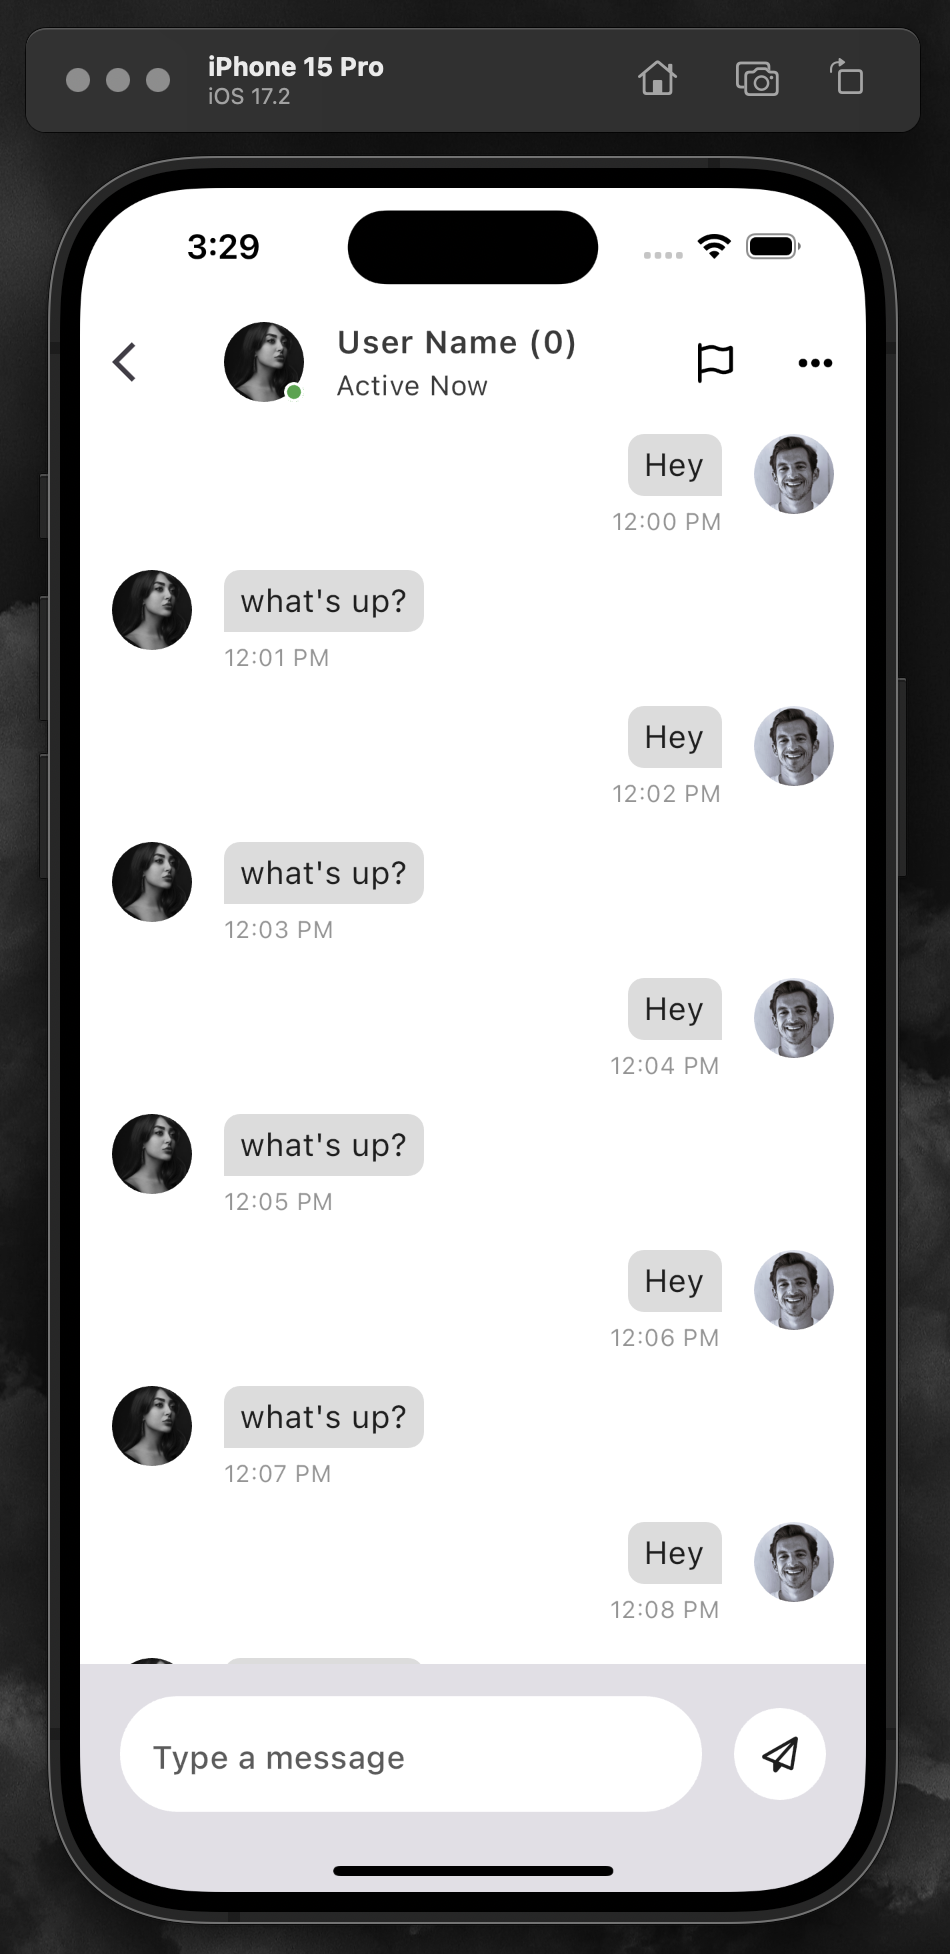 iPhone 15 Pro
iOS 17.2
3:29
User Name (0)
Active Now
Hey
12:00 PM
what's up?
12:01 PM
Hey
12:02 PM
what's up?
12:03 PM
Hey
12:04 PM
what's up?
12:05 PM
Hey
12:06 PM
what's up?
12:07 PM
Hey
12:08 PM
Type a message